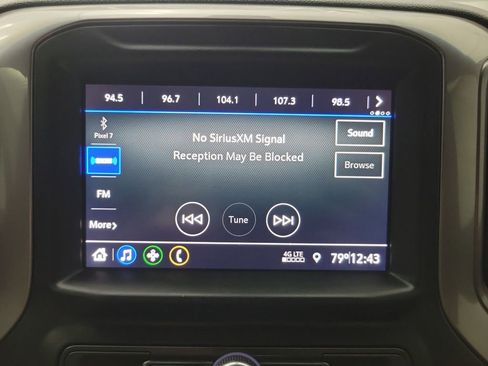 94.5 96.7 104.1 107.3 98.5
Pixel 7
No SiriusXM Signal
Sound
Reception May Be Blocked
Browse
FM
More
Tune
4G LTE
79° 12:43